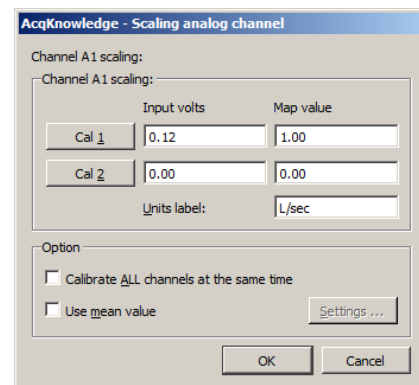 AcqKnowledge - Scaling analog channel
Channel A1 scaling:
Channel A1 scaling:
Input volts Map value
Cal 1 0.12 1.00
Cal 2 0.00 0.00
Units label: L/sec
Option
Calibrate ALL channels at the same time
Use mean value Settings ...
OK Cancel